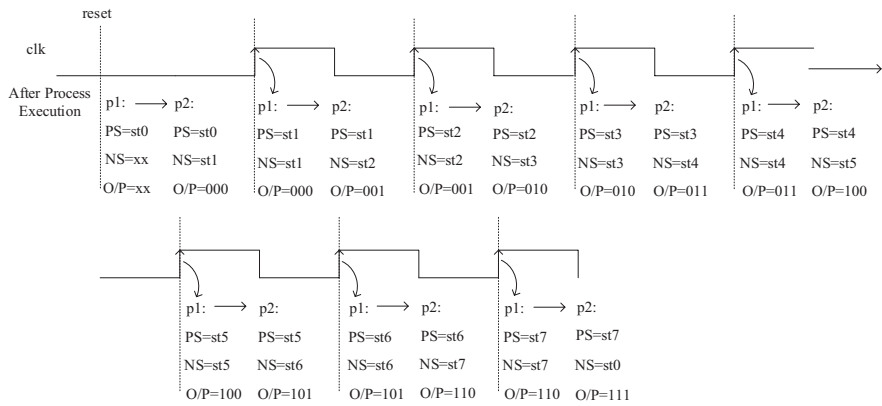 reset
clk
After Process
Execution
p1: p2: p1: p2: p1: p2: p1: p2: p1: p2:
PS=st0 PS=st0 PS=st1 PS=st1 PS=st2 PS=st2 PS=st3 PS=st3 PS=st4 PS=st4
NS=xx NS=st1 NS=st1 NS=st2 NS=st2 NS=st3 NS=st3 NS=st4 NS=st4 NS=st5
O/P=xx O/P=000 O/P=000 O/P=001 O/P=001 O/P=010 O/P=010 O/P=011 O/P=011 O/P=100
p1: p2: p1: p2: p1: p2:
PS=st5 PS=st5 PS=st6 PS=st6 PS=st7 PS=st7
NS=st5 NS=st6 NS=st6 NS=st7 NS=st7 NS=st0
O/P=100 O/P=101 O/P=101 O/P=110 O/P=110 O/P=111